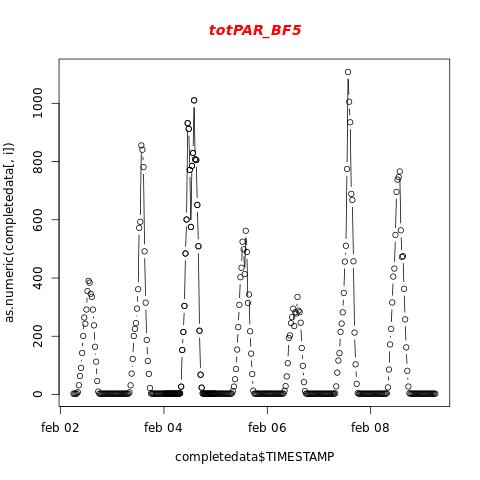 totPAR_BF5
as.numeric(completedata[, i])
1000
800
600
400
200
0
feb 02
feb 04
feb 06
feb 08
completedata$TIMESTAMP